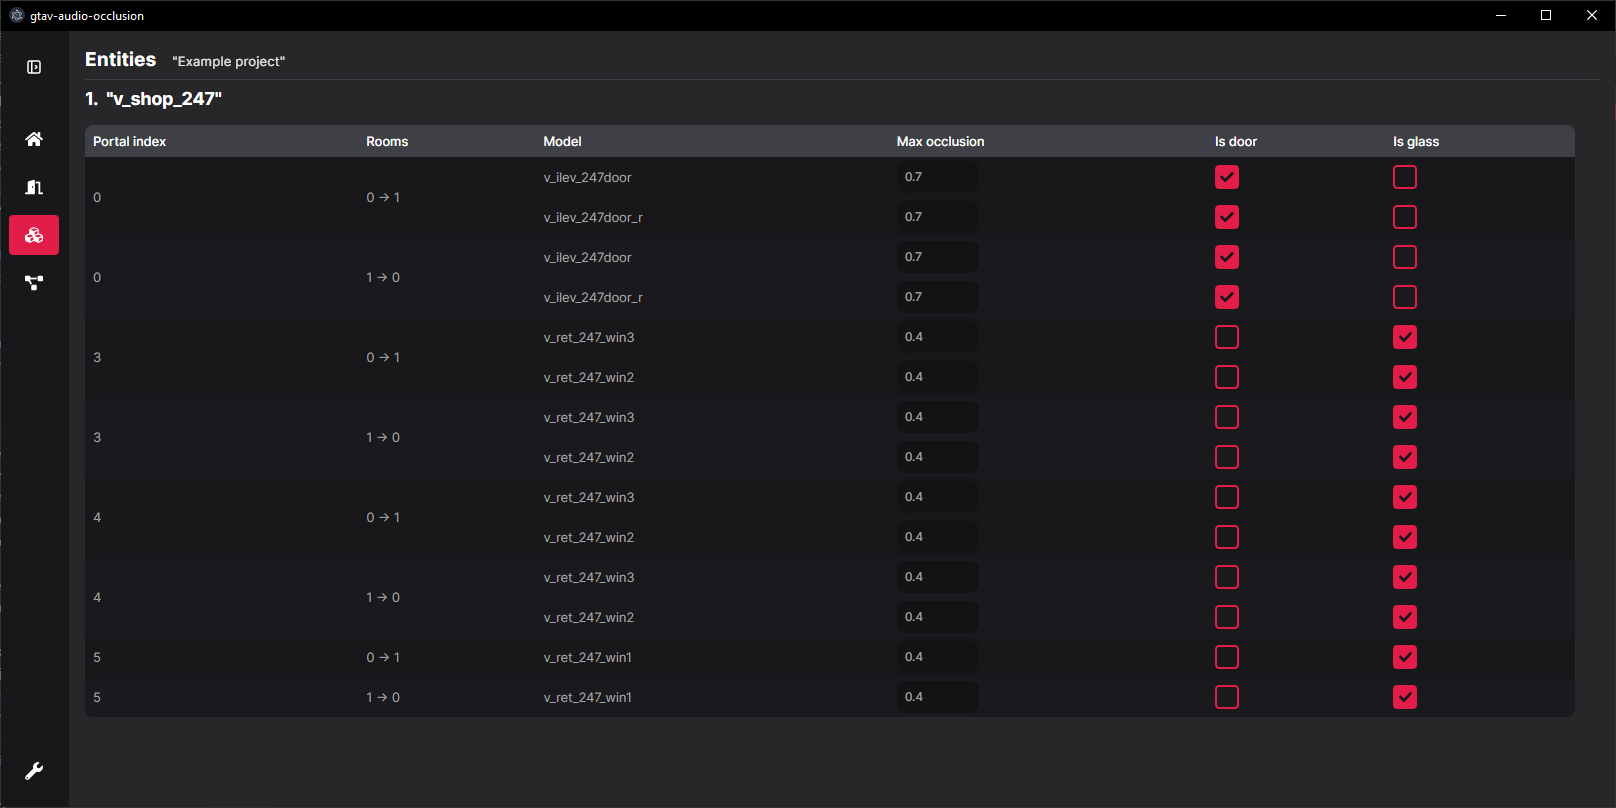 gtav-audio-occlusion
Entities "Example project"
1. "v_shop_247"
Portal index Rooms Model Max occlusion Is door Is glass
0 0 → 1 v_ilev_247door 0.7
v_ilev_247door_r 0.7
0 1 → 0 v_ilev_247door 0.7
v_ilev_247door_r 0.7
3 0 → 1 v_ret_247_win3 0.4
v_ret_247_win2 0.4
3 1 → 0 v_ret_247_win3 0.4
v_ret_247_win2 0.4
4 0 → 1 v_ret_247_win3 0.4
v_ret_247_win2 0.4
4 1 → 0 v_ret_247_win3 0.4
v_ret_247_win2 0.4
5 0 → 1 v_ret_247_win1 0.4
5 1 → 0 v_ret_247_win1 0.4